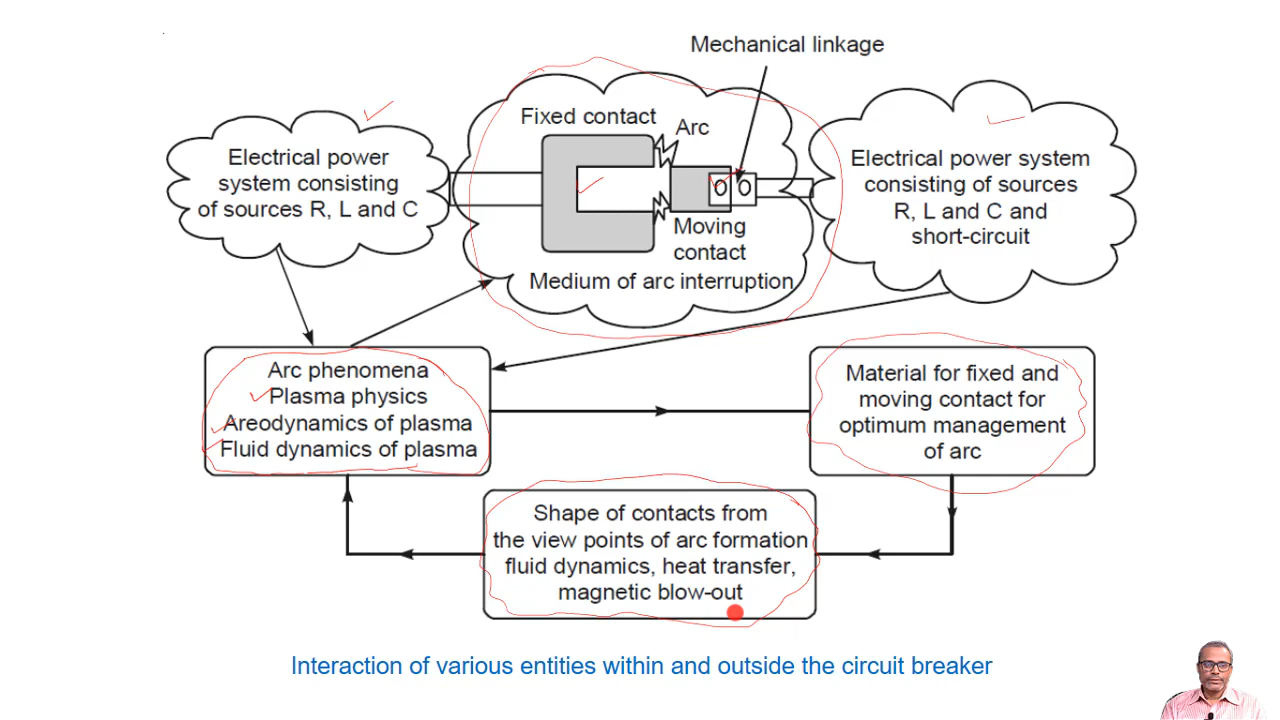 Mechanical linkage
Fixed contact
Arc
Electrical power
system consisting
of sources R, L and C
Moving
contact
Medium of arc interruption
Electrical power system
consisting of sources
R, L and C and
short-circuit
Arc phenomena
Plasma physics
Areodynamics of plasma
Fluid dynamics of plasma
Material for fixed and
moving contact for
optimum management
of arc
Shape of contacts from
the view points of arc formation
fluid dynamics, heat transfer,
magnetic blow-out
Interaction of various entities within and outside the circuit breaker